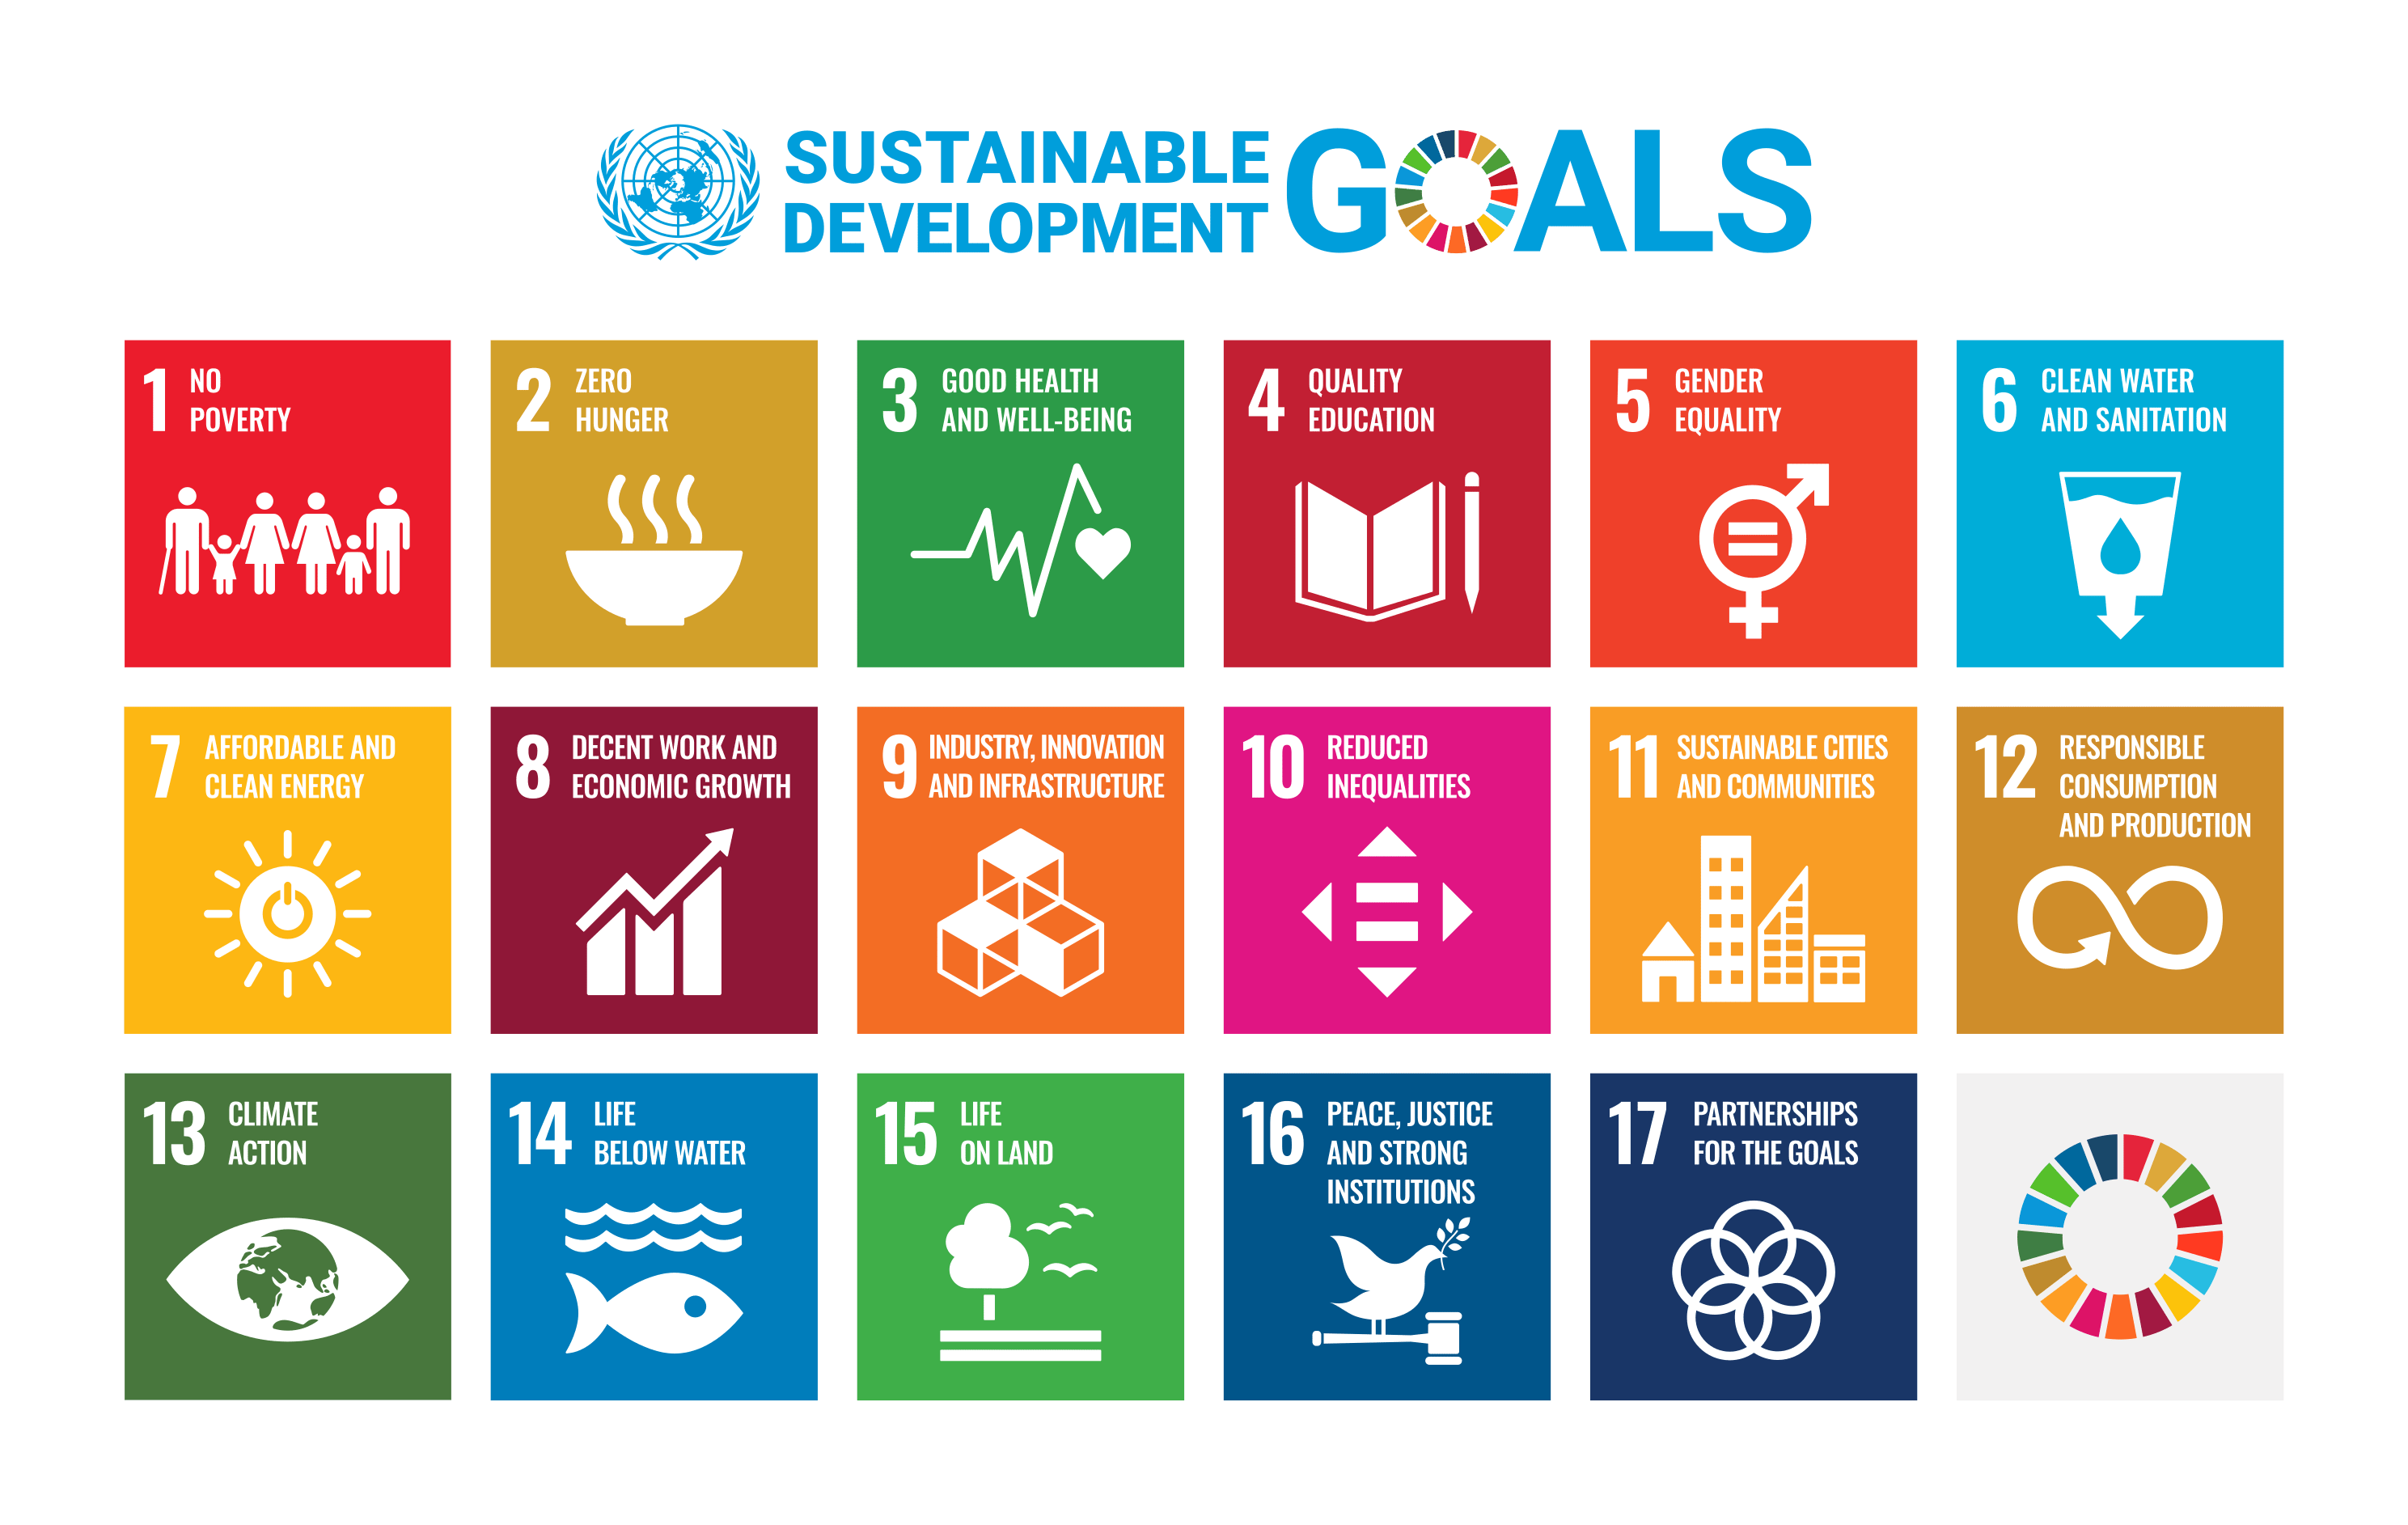 SUSTAINABLE
DEVELOPMENT
GOALS
1 NO
POVERTY
2 ZERO
HUNGER
3 GOOD HEALTH
AND WELL-BEING
4 QUALITY
EDUCATION
5 GENDER
EQUALITY
6 CLEAN WATER
AND SANITATION
7 AFFORDABLE AND
CLEAN ENERGY
8 DECENT WORK AND
ECONOMIC GROWTH
9 INDUSTRY, INNOVATION
AND INFRASTRUCTURE
10 REDUCED
INEQUALITIES
11 SUSTAINABLE CITIES
AND COMMUNITIES
12 RESPONSIBLE
CONSUMPTION
AND PRODUCTION
13 CLIMATE
ACTION
14 LIFE
BELOW WATER
15 LIFE
ON LAND
16 PEACE, JUSTICE
AND STRONG
INSTITUTIONS
17 PARTNERSHIPS
FOR THE GOALS